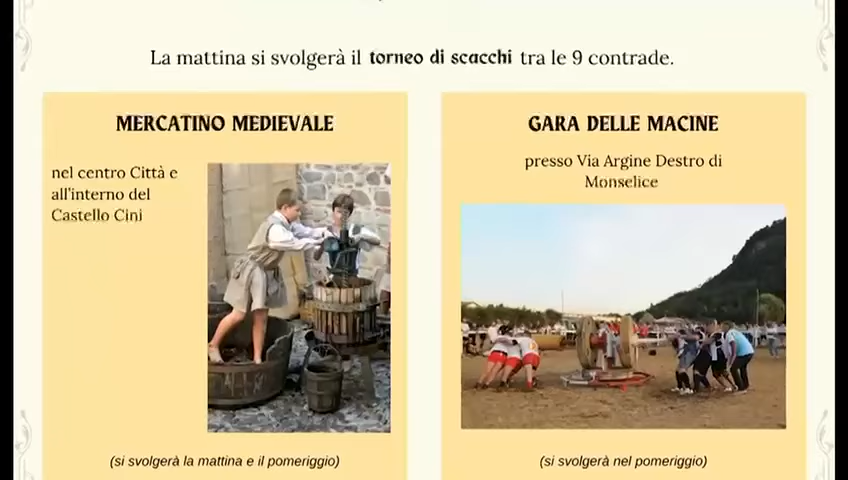 La mattina si svolgerà il torneo di scacchi tra le 9 contrade.
MERCATINO MEDIEVALE
nel centro Città e
all'interno del
Castello Cini
(si svolgerà la mattina e il pomeriggio)
GARA DELLE MACINE
presso Via Argine Destro di
Monselice
(si svolgerà nel pomeriggio)